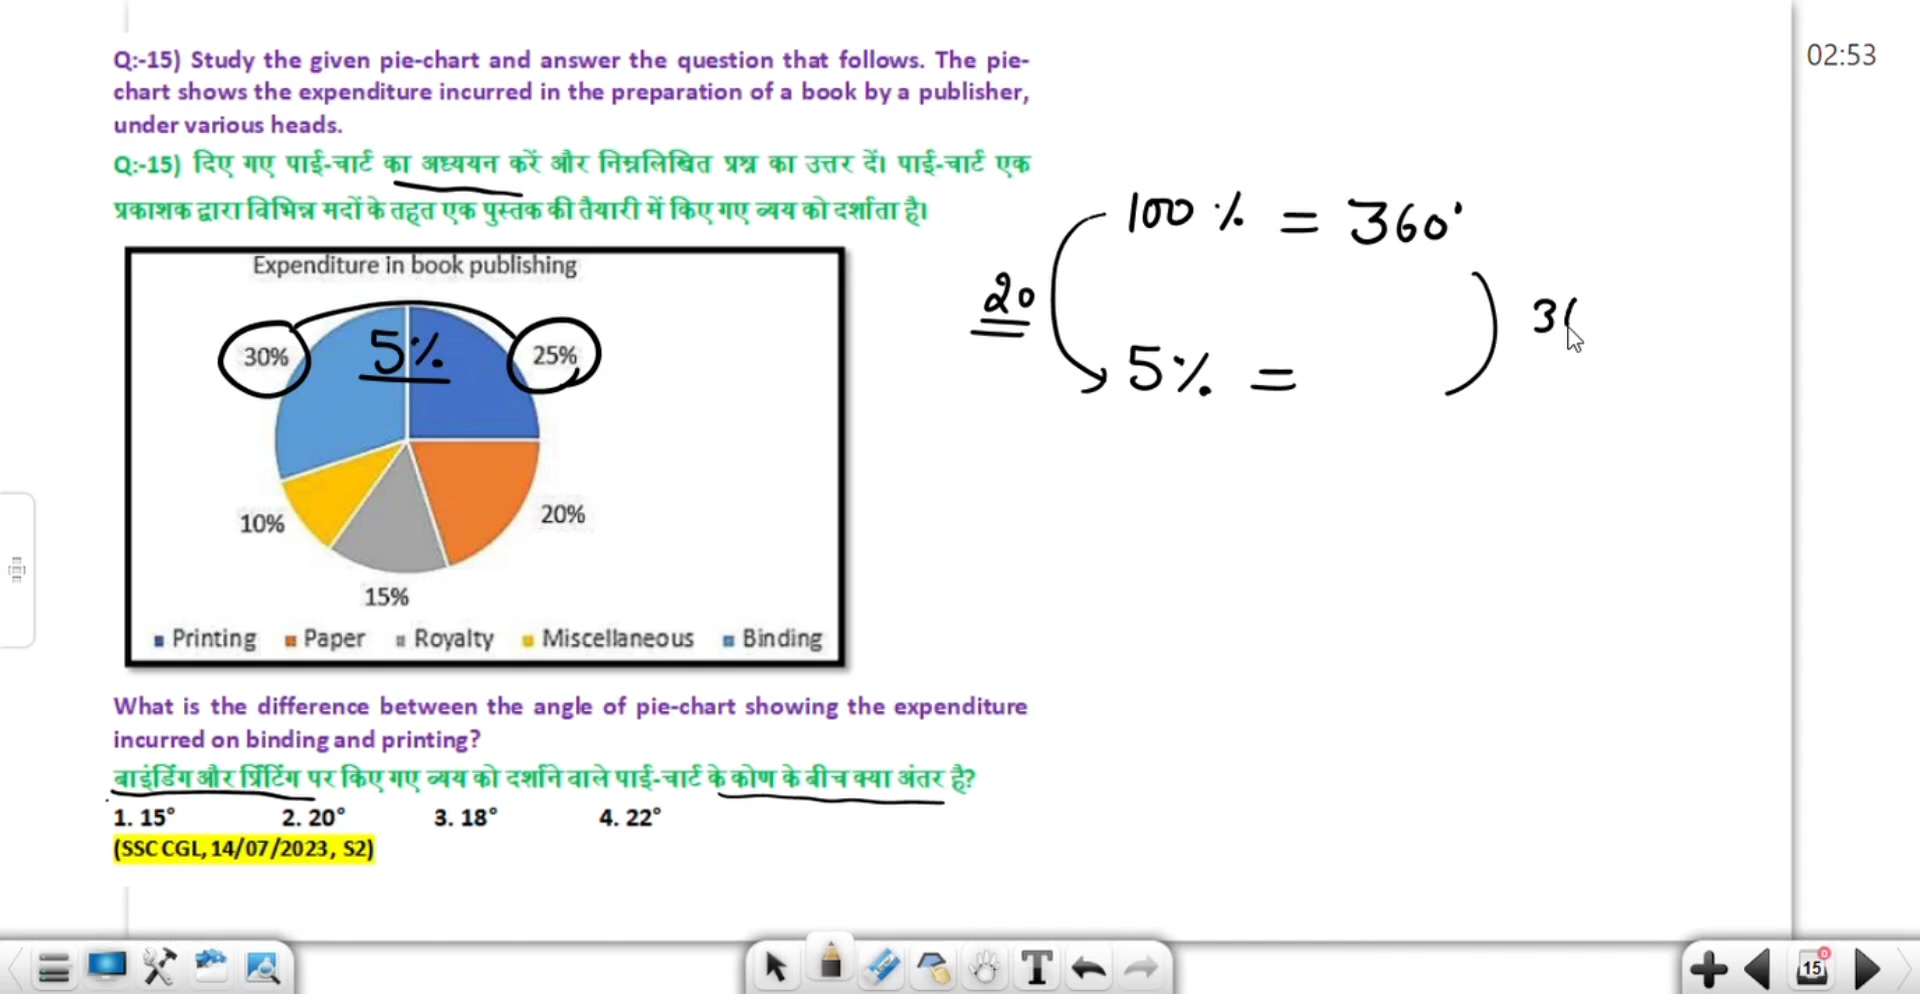 02:53
Q:-15) Study the given pie-chart and answer the question that follows. The pie-
chart shows the expenditure incurred in the preparation of a book by a publisher,
under various heads.
Q:-15) दिए गए पाई-चार्ट का अध्ययन करें और निम्नलिखित प्रश्न का उत्तर दें। पाई-चार्ट एक
प्रकाशक द्वारा विभिन्न मदों के तहत एक पुस्तक की तैयारी में किए गए व्यय को दर्शाता है।
Expenditure in book publishing
30%
5%
25%
10%
20%
15%
Printing Paper Royalty Miscellaneous Binding
100% = 360°
20
5% =
What is the difference between the angle of pie-chart showing the expenditure
incurred on binding and printing?
बाइंडिंग और प्रिंटिंग पर किए गए व्यय को दर्शाने वाले पाई-चार्ट के कोण के बीच क्या अंतर है?
1. 15° 2. 20° 3. 18° 4. 22°
(SSC CGL, 14/07/2023, S2)
T
15
0